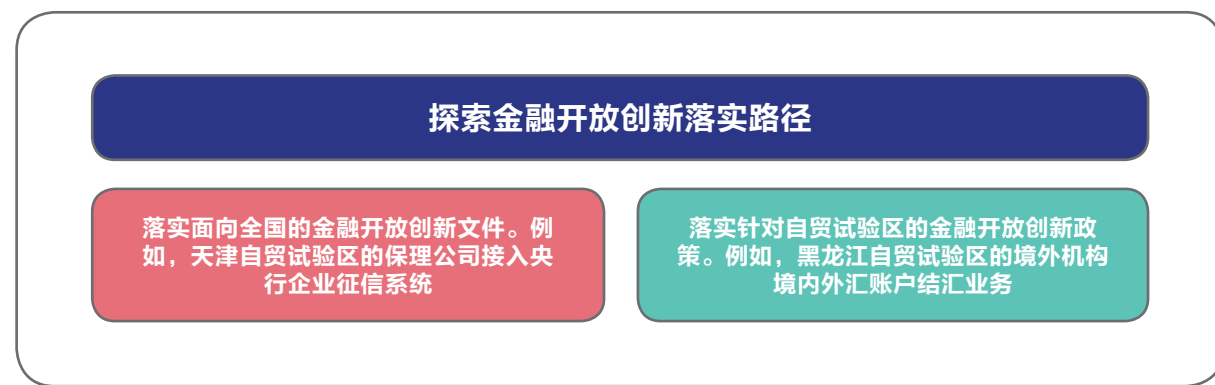 探索金融开放创新落实路径
落实面向全国的金融开放创新文件。例
如，天津自贸试验区的保理公司接入央
行企业征信系统
落实针对自贸试验区的金融开放创新政
策。例如，黑龙江自贸试验区的境外机构
境内外汇账户结汇业务